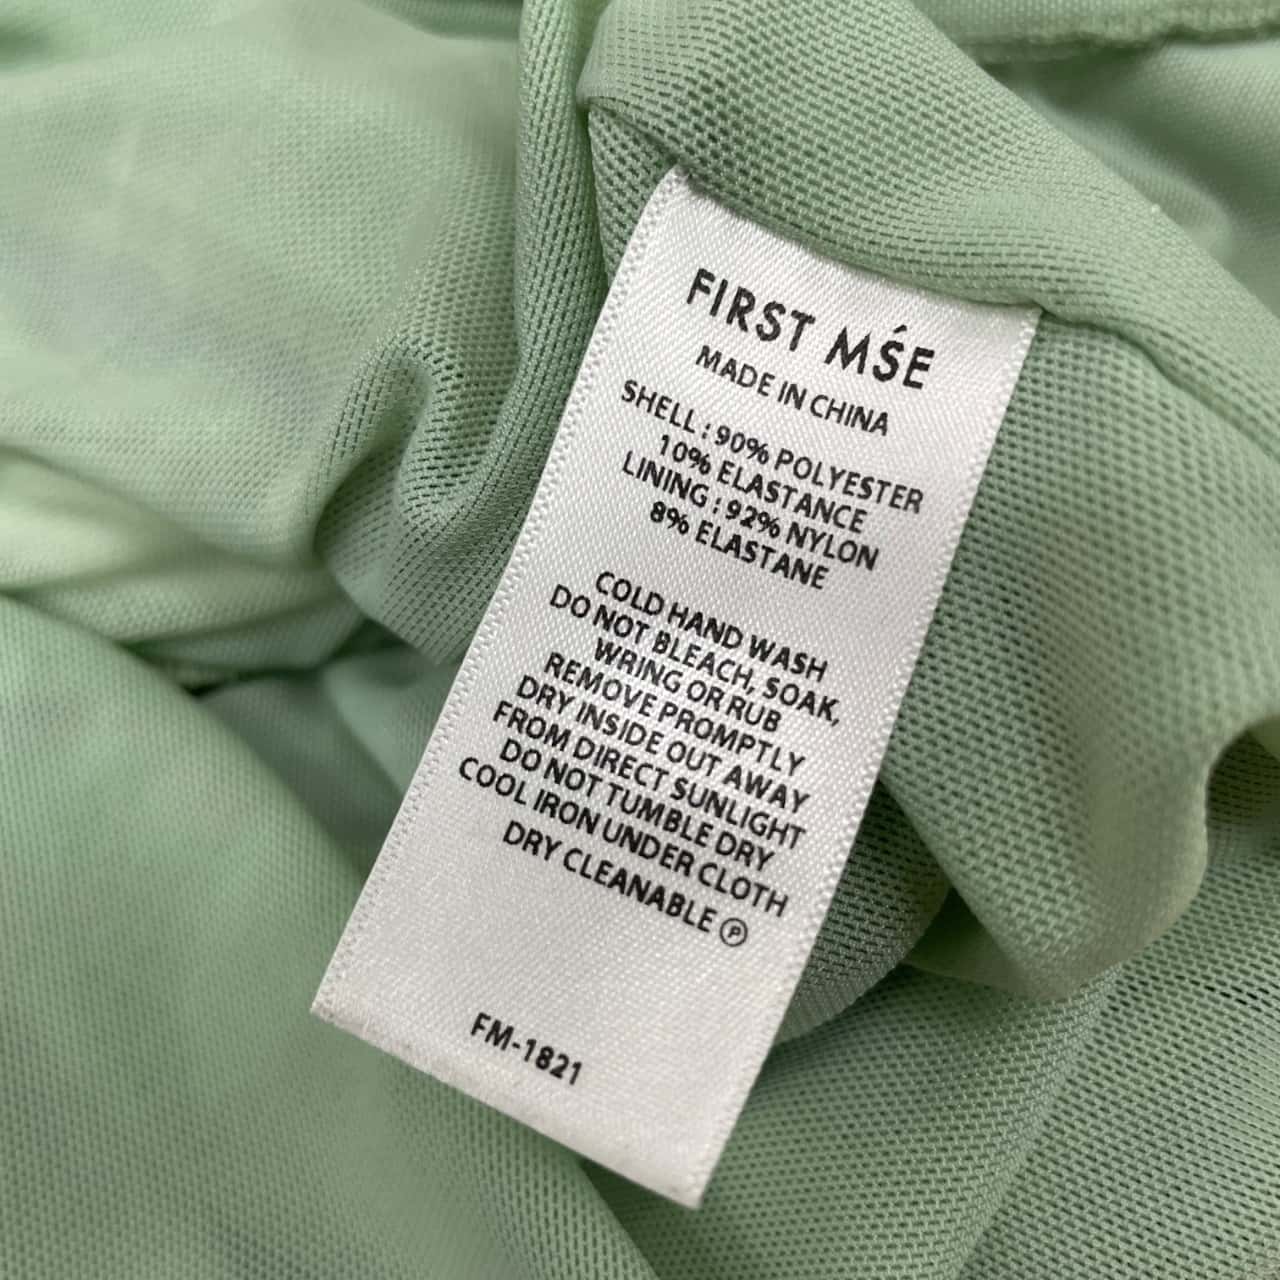 FIRST MŚE
MADE IN CHINA
SHELL : 90% POLYESTER
10% ELASTANCE
LINING : 92% NYLON
8% ELASTANE
COLD HAND WASH
DO NOT BLEACH, SOAK,
WRING OR RUB
REMOVE PROMPTLY
DRY INSIDE OUT AWAY
FROM DIRECT SUNLIGHT
DO NOT TUMBLE DRY
COOL IRON UNDER CLOTH
DRY CLEANABLE Ⓟ
FM-1821